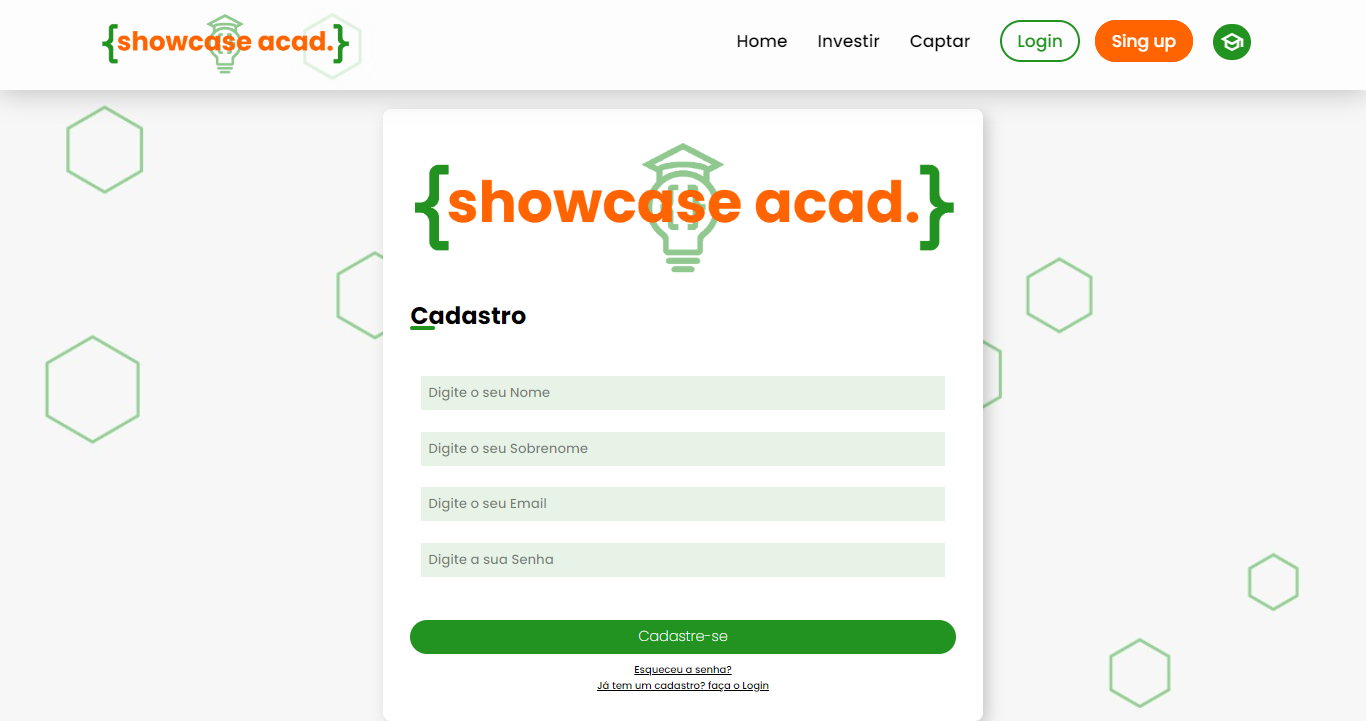 {showcase acad.}
Home Investir Captar Login Sing up
{showcase acad.}
Cadastro
Digite o seu Nome
Digite o seu Sobrenome
Digite o seu Email
Digite a sua Senha
Cadastre-se
Esqueceu a senha?
Já tem um cadastro? faça o Login